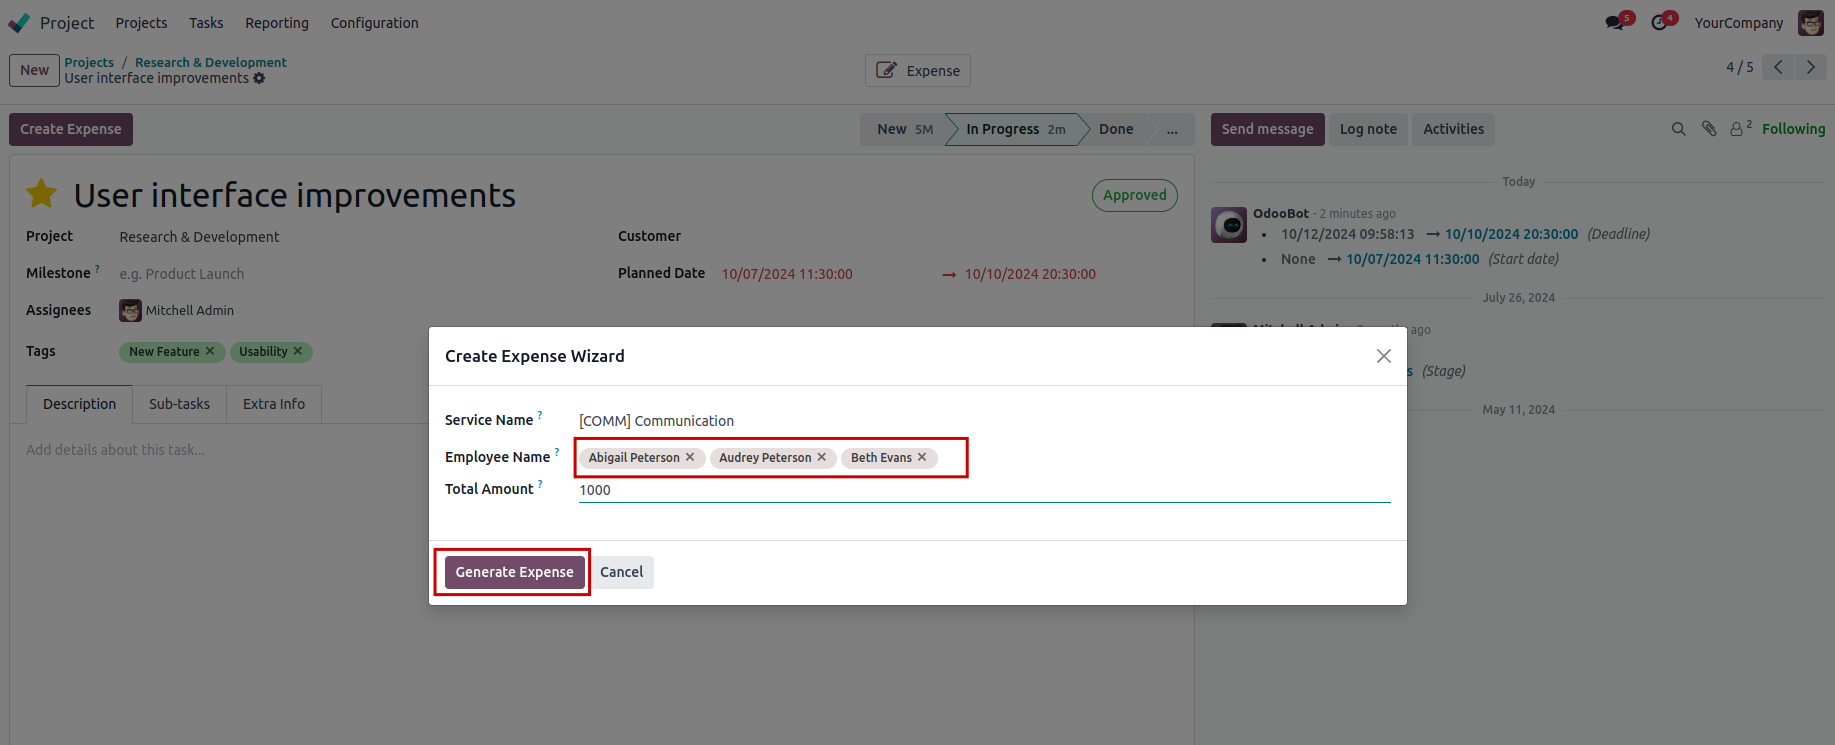 Project Projects Tasks Reporting Configuration 5 4 YourCompany
New Projects / Research & Development
User interface improvements
Expense
4 / 5
Create Expense
New 5M In Progress 2m Done ...
Send message Log note Activities 2 Following
User interface improvements
Approved
Project Research & Development
Customer
Milestone ? e.g. Product Launch
Planned Date 10/07/2024 11:30:00 → 10/10/2024 20:30:00
Assignees Mitchell Admin
Tags New Feature × Usability ×
Description Sub-tasks Extra Info
Add details about this task...
Today
OdooBot - 2 minutes ago
• 10/12/2024 09:58:13 → 10/10/2024 20:30:00 (Deadline)
• None → 10/07/2024 11:30:00 (Start date)
July 26, 2024
ago
s (Stage)
May 11, 2024
Create Expense Wizard
Service Name ? [COMM] Communication
Employee Name ? Abigail Peterson × Audrey Peterson × Beth Evans ×
Total Amount ? 1000
Generate Expense Cancel